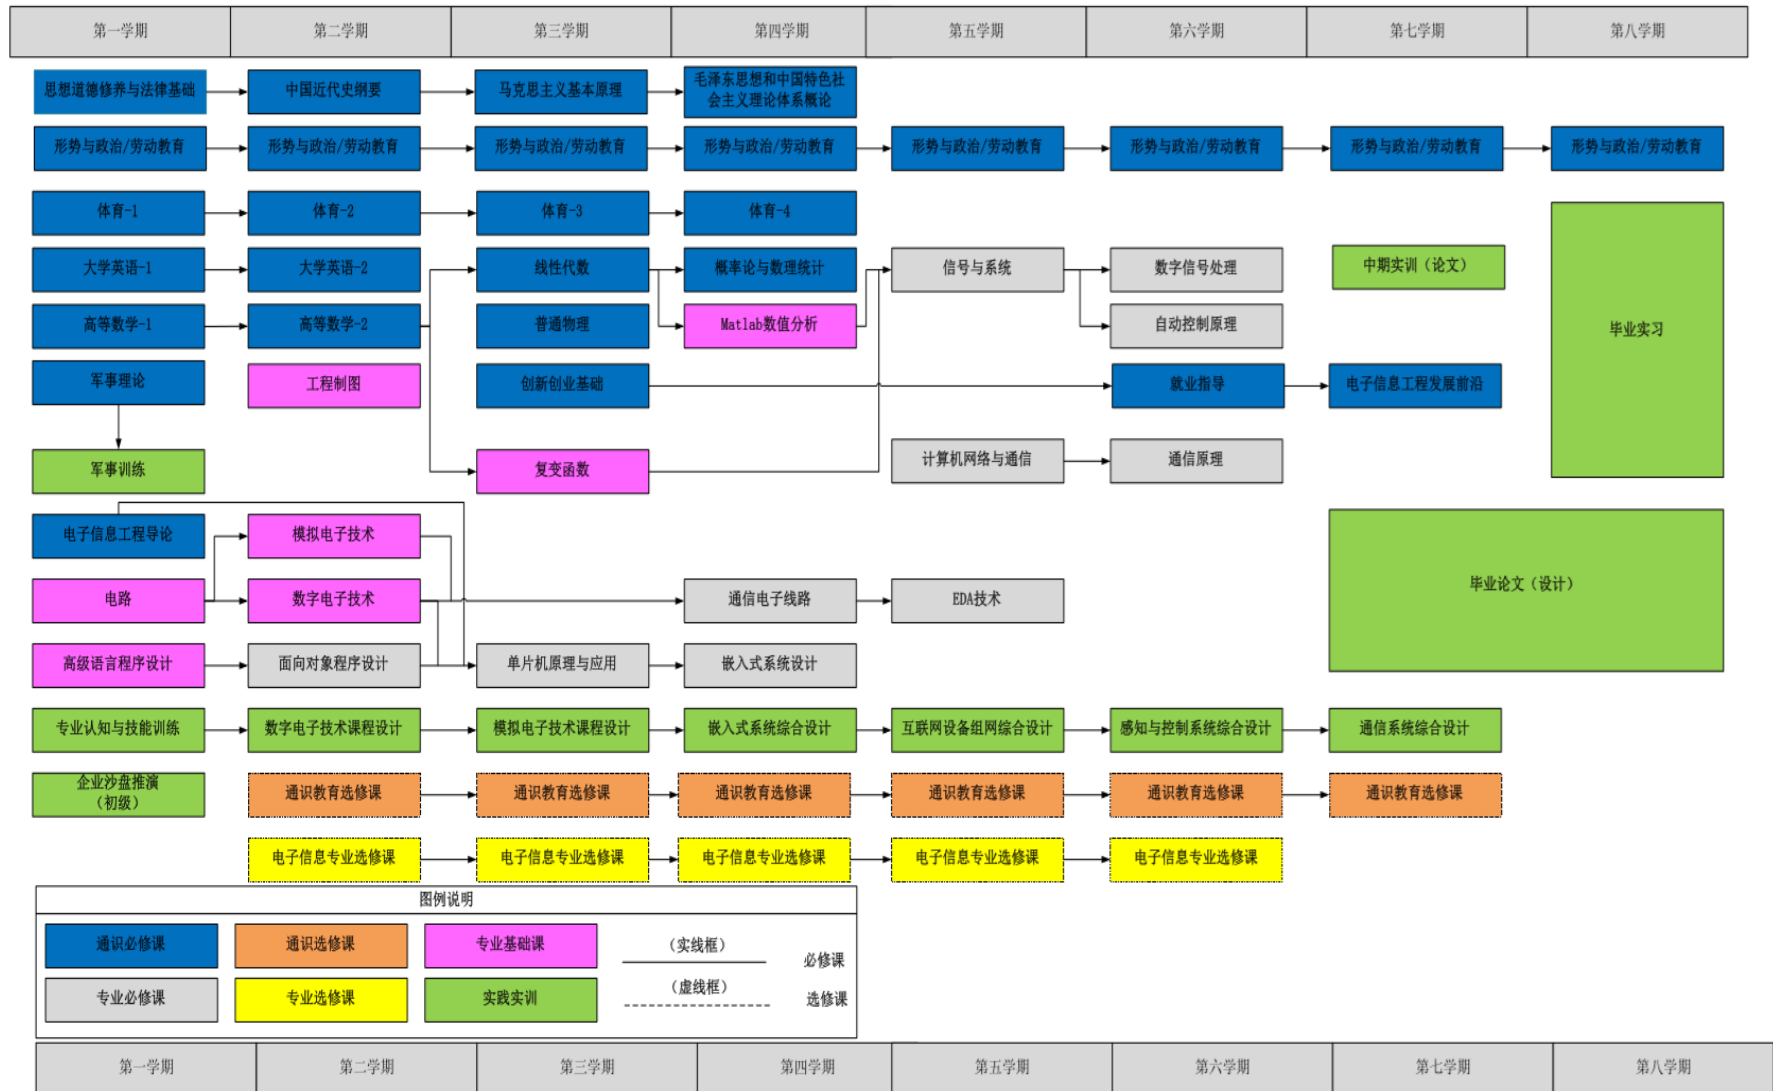 第一学期
第二学期
第三学期
第四学期
第五学期
第六学期
第七学期
第八学期
思想道德修养与法律基础
中国近代史纲要
马克思主义基本原理
毛泽东思想和中国特色社
会主义理论体系概论
形势与政治/劳动教育
形势与政治/劳动教育
形势与政治/劳动教育
形势与政治/劳动教育
形势与政治/劳动教育
形势与政治/劳动教育
形势与政治/劳动教育
形势与政治/劳动教育
体育-1
体育-2
体育-3
体育-4
大学英语-1
大学英语-2
线性代数
概率论与数理统计
信号与系统
数字信号处理
中期实训（论文）
高等数学-1
高等数学-2
普通物理
Matlab数值分析
自动控制原理
毕业实习
军事理论
工程制图
创新创业基础
就业指导
电子信息工程发展前沿
军事训练
复变函数
计算机网络与通信
通信原理
电子信息工程导论
模拟电子技术
电路
数字电子技术
通信电子线路
EDA技术
毕业论文（设计）
高级语言程序设计
面向对象程序设计
单片机原理与应用
嵌入式系统设计
专业认知与技能训练
数字电子技术课程设计
模拟电子技术课程设计
嵌入式系统综合设计
互联网设备组网综合设计
感知与控制系统综合设计
通信系统综合设计
企业沙盘推演
（初级）
通识教育选修课
通识教育选修课
通识教育选修课
通识教育选修课
通识教育选修课
通识教育选修课
电子信息专业选修课
电子信息专业选修课
电子信息专业选修课
电子信息专业选修课
电子信息专业选修课
图例说明
通识必修课
通识选修课
专业基础课
（实线框）
必修课
专业必修课
专业选修课
实践实训
（虚线框）
选修课
第一学期
第二学期
第三学期
第四学期
第五学期
第六学期
第七学期
第八学期